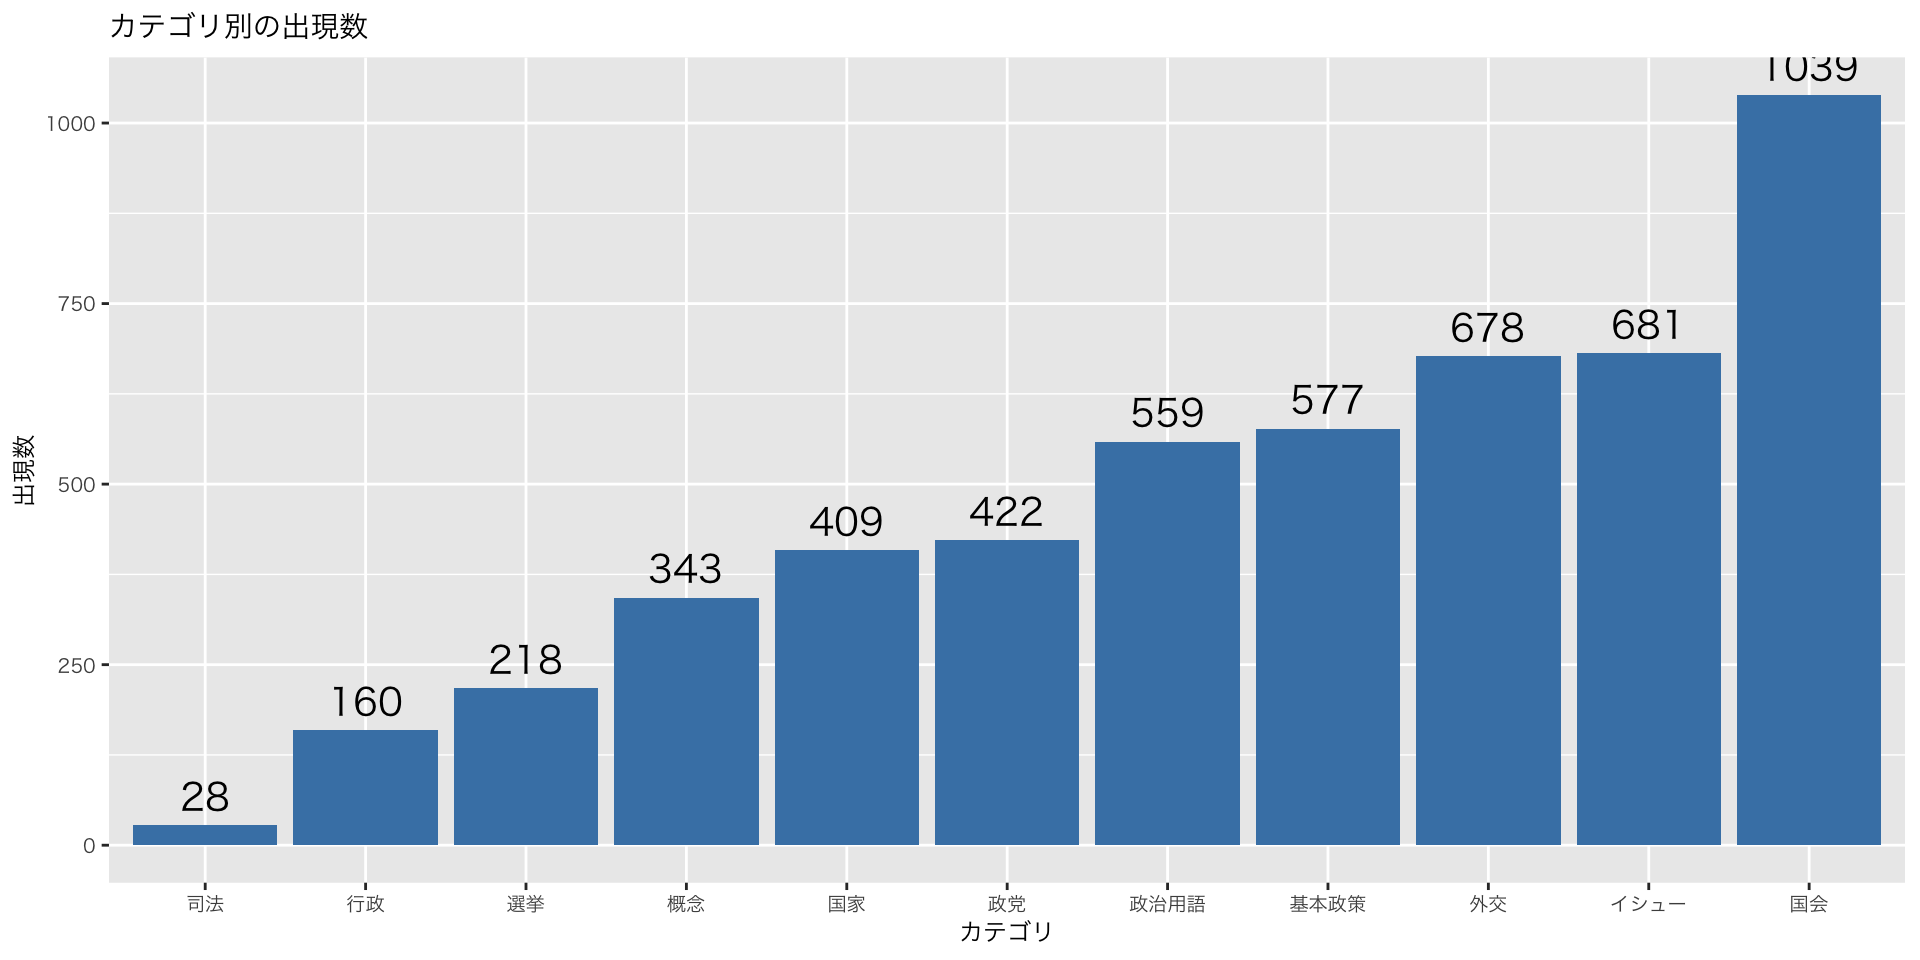 カテゴリ別の出現数
出現数
1000
750
500
250
0
28
160
218
343
409
422
559
577
678
681
1039
司法
行政
選挙
概念
国家
政党
政治用語
基本政策
外交
イシュー
国会
カテゴリ